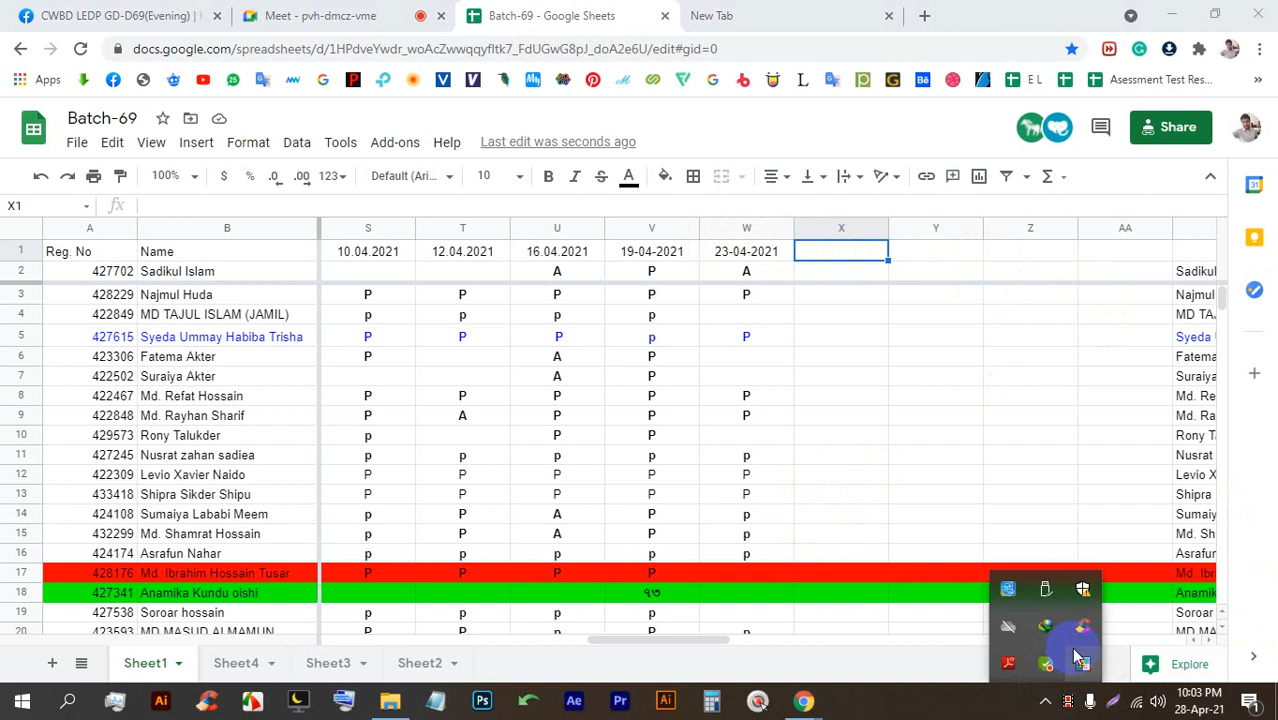 CWBD LEDP GD-D69(Evening) | Fac
Meet - pvh-dmcz-vme
Batch-69 - Google Sheets
New Tab
docs.google.com/spreadsheets/d/1HPdveYwdr_woAcZwwqqyfltk7_FdUGwG8pJ_doA2e6U/edit#gid=0
Apps
E L
Asessment Test Res...
Batch-69
File Edit View Insert Format Data Tools Add-ons Help Last edit was seconds ago
Share
100% $ % .0 .00 123 Default (Ari... 10 B I S A
X1 fx
A B S T U V W X Y Z AA
1 Reg. No Name 10.04.2021 12.04.2021 16.04.2021 19-04-2021 23-04-2021
2 427702 Sadikul Islam A P A Sadikul
3 428229 Najmul Huda P P P P P Najmul
4 422849 MD TAJUL ISLAM (JAMIL) p p p p p MD TA
5 427615 Syeda Ummay Habiba Trisha P P P p P Syeda
6 423306 Fatema Akter P A P Fatema
7 422502 Suraiya Akter A P Suraiya
8 422467 Md. Refat Hossain P P P P P Md. Re
9 422848 Md. Rayhan Sharif P A P P P Md. Ra
10 429573 Rony Talukder p P P Rony T
11 427245 Nusrat zahan sadiea p p p p p Nusrat
12 422309 Levio Xavier Naido P P P P P Levio X
13 433418 Shipra Sikder Shipu P P P P P Shipra
14 424108 Sumaiya Lababi Meem p P A p p Sumaiy
15 432299 Md. Shamrat Hossain p P A P p Md. Sh
16 424174 Asrafun Nahar p p p p p Asrafun
17 428176 Md. Ibrahim Hossain Tusar P P P P Md. Ibr
18 427341 Anamika Kundu oishi ৭৩ Anamik
19 427538 Soroar hossain p p p p Soroar
20 423593 MD MASUD ALMAMUN p p p p p MD MA
Sheet1 Sheet4 Sheet3 Sheet2 Explore
10:03 PM
28-Apr-21